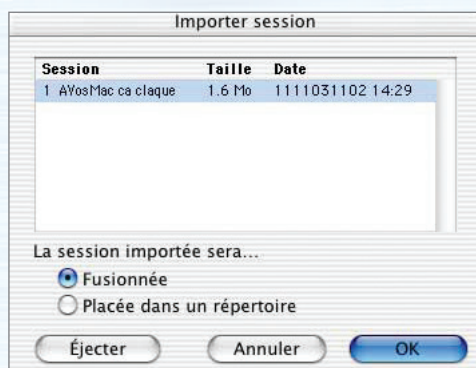 Importer session
Session Taille Date
1 AVosMac ca claque 1.6 Mo 1111031102 14:29
La session importée sera...
Fusionnée
Placée dans un répertoire
Éjecter Annuler OK